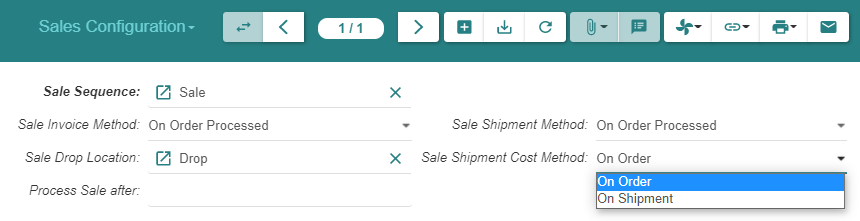 Sales Configuration
1 / 1
Sale Sequence: Sale
Sale Invoice Method: On Order Processed Sale Shipment Method: On Order Processed
Sale Drop Location: Drop Sale Shipment Cost Method: On Order
On Order
Process Sale after: On Shipment